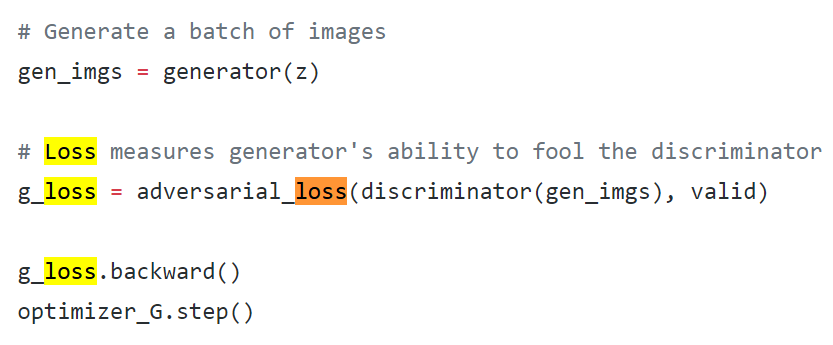 # Generate a batch of images
gen_imgs = generator(z)
# Loss measures generator's ability to fool the discriminator
g_loss = adversarial_loss(discriminator(gen_imgs), valid)
g_loss.backward()
optimizer_G.step()